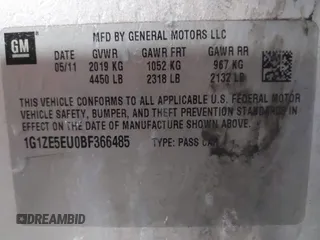 GM
MFD BY GENERAL MOTORS LLC
DATE GVWR GAWR FRT GAWR RR
05/11 2019 KG 1052 KG 967 KG
4450 LB 2318 LB 2132 LB
THIS VEHICLE CONFORMS TO ALL APPLICABLE U.S. FEDERAL MOTOR
VEHICLE SAFETY, BUMPER, AND THEFT PREVENTION STANDARDS IN
EFFECT ON THE DATE OF MANUFACTURE SHOWN ABOVE.
1G1ZE5EU0BF366485 TYPE: PASS CAR
DREAMBID